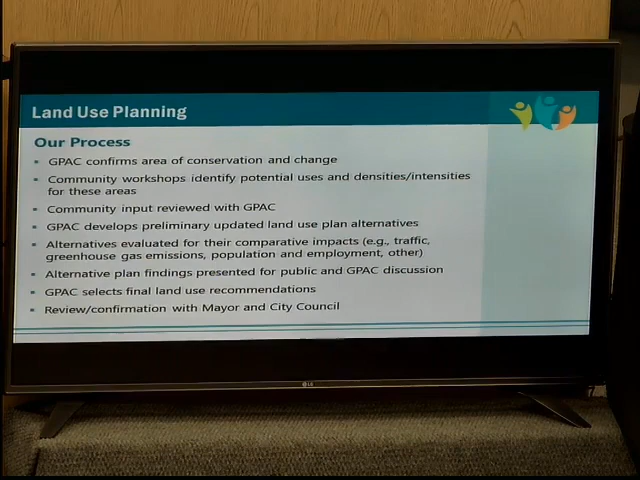 Land Use Planning
Our Process
▪ GPAC confirms area of conservation and change
▪ Community workshops identify potential uses and densities/intensities
for these areas
▪ Community input reviewed with GPAC
▪ GPAC develops preliminary updated land use plan alternatives
▪ Alternatives evaluated for their comparative impacts (e.g., traffic,
greenhouse gas emissions, population and employment, other)
▪ Alternative plan findings presented for public and GPAC discussion
▪ GPAC selects final land use recommendations
▪ Review/confirmation with Mayor and City Council
LG